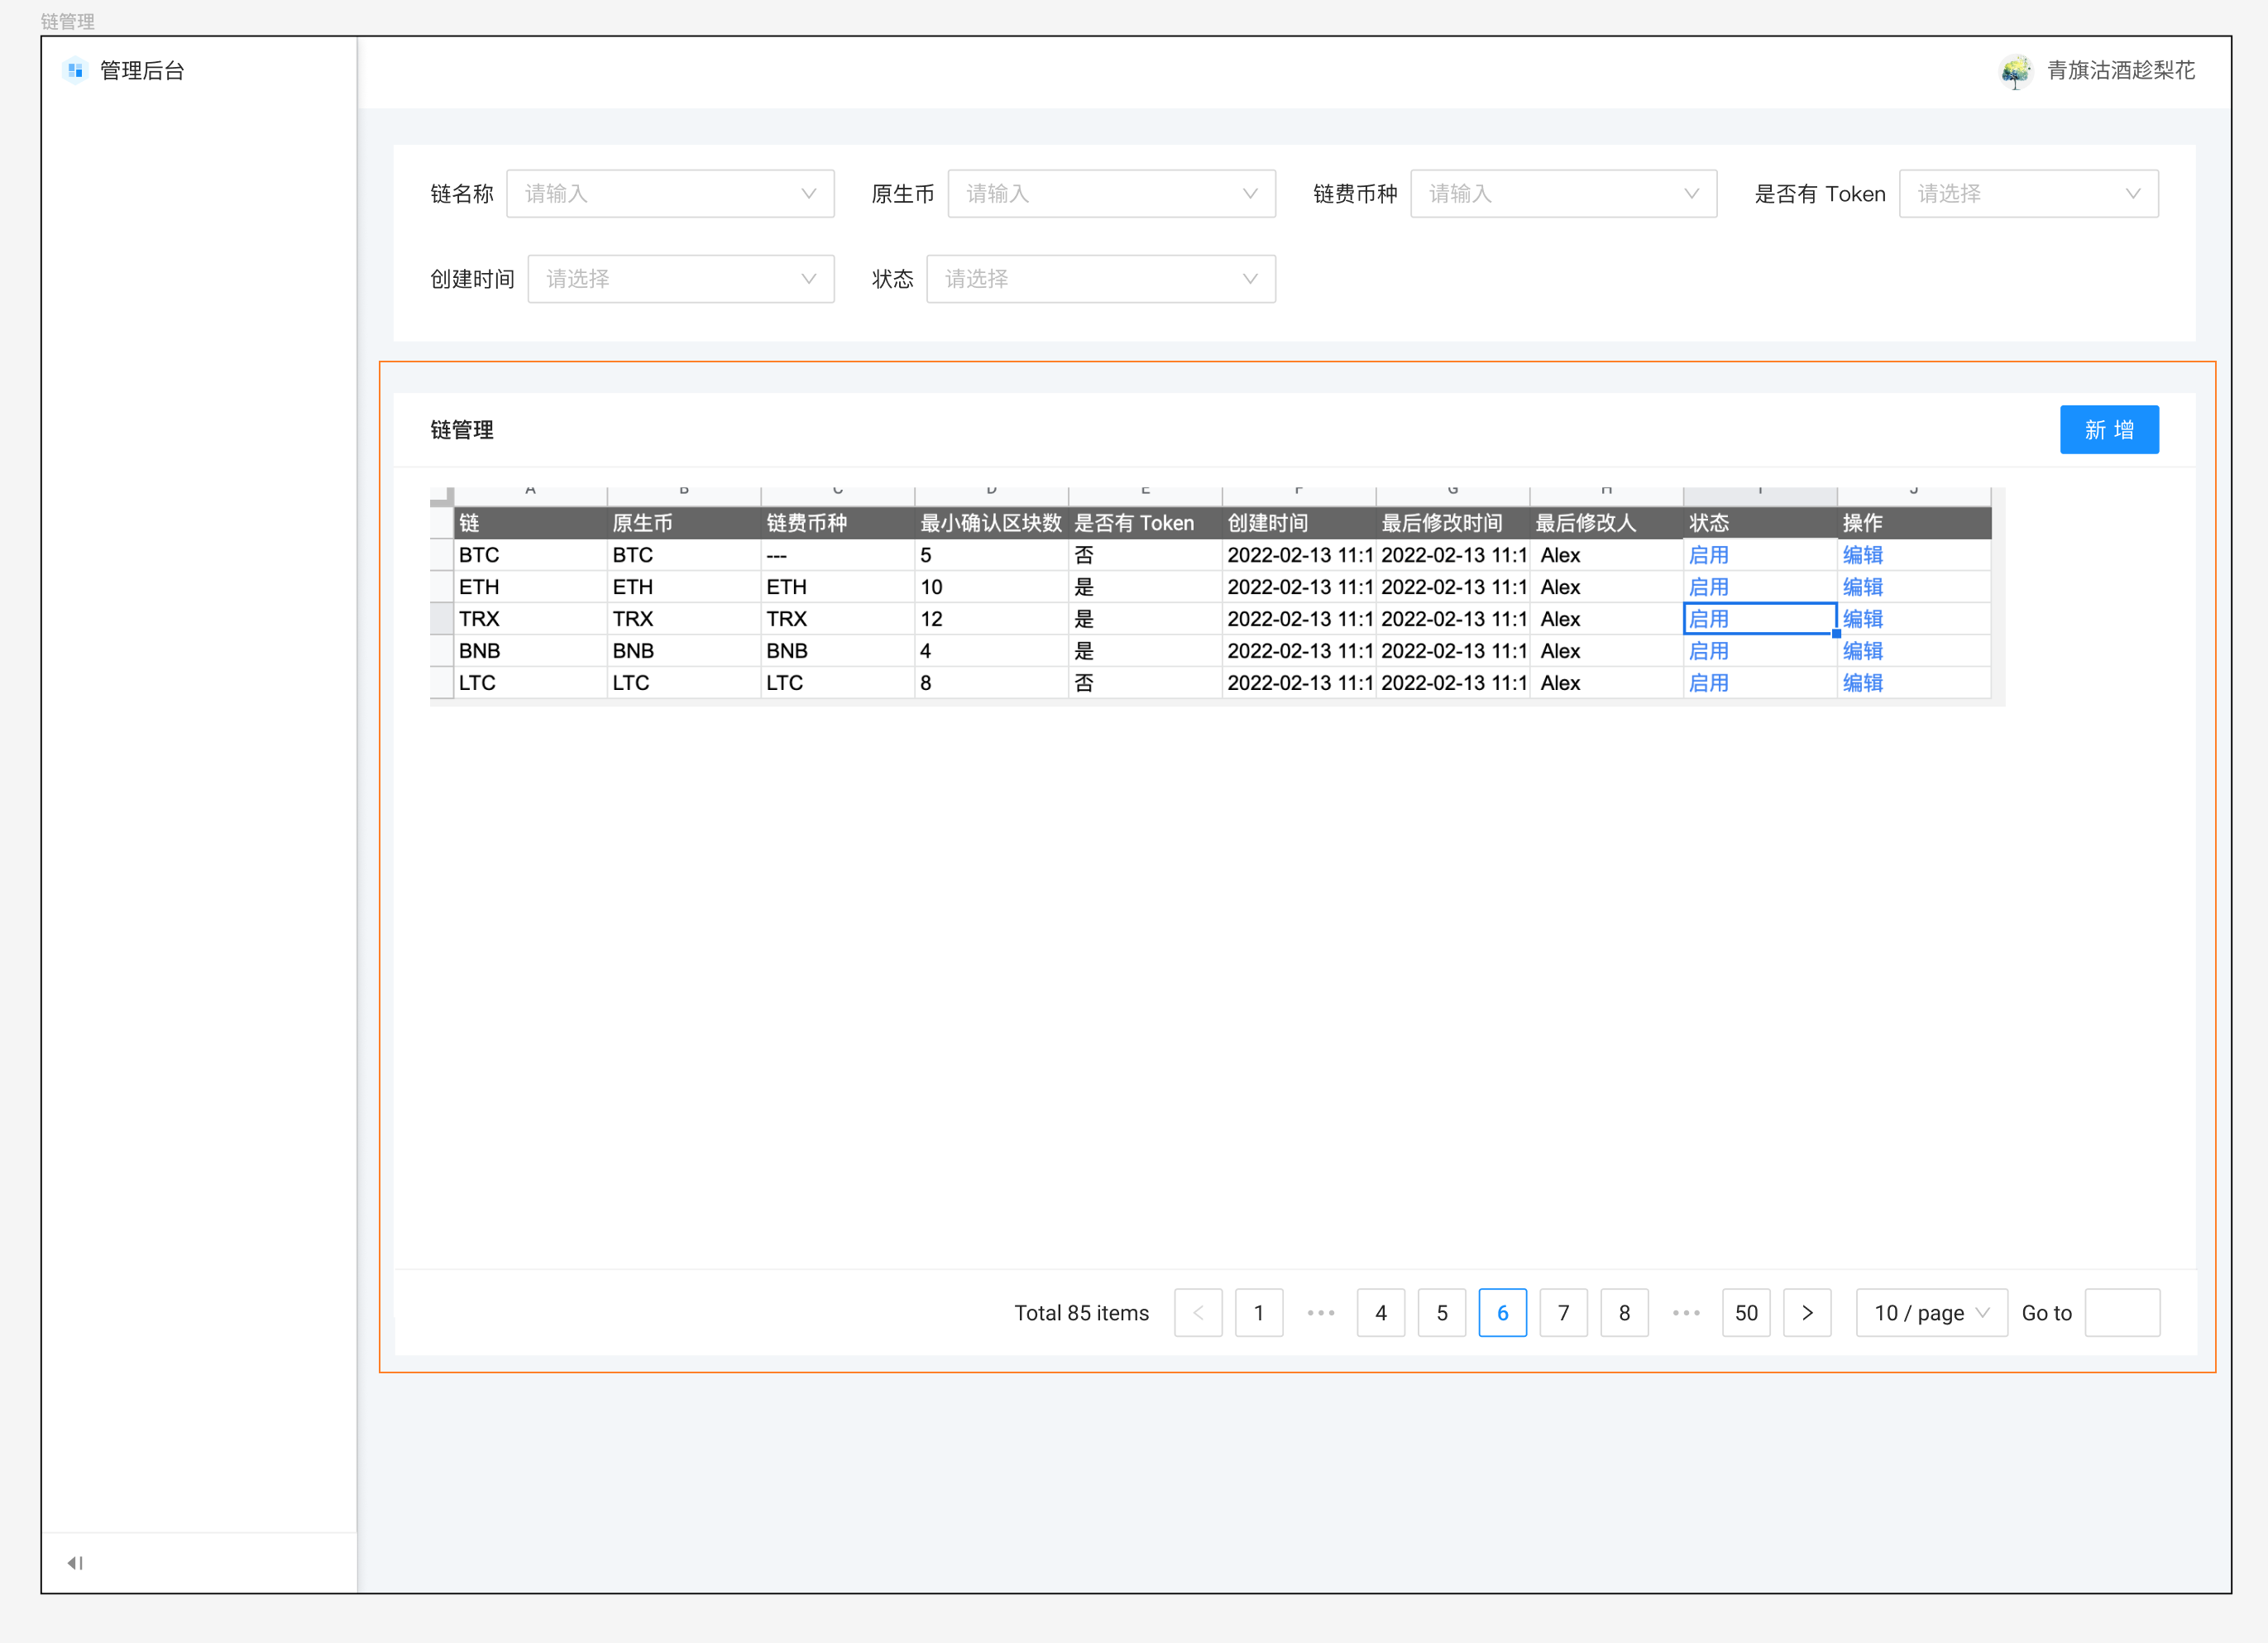 链管理
管理后台
青旗沽酒趁梨花
链名称 请输入 原生币 请输入 链费币种 请输入 是否有 Token 请选择
创建时间 请选择 状态 请选择
链管理 新 增
A B C D E F G H I J
链 原生币 链费币种 最小确认区块数 是否有 Token 创建时间 最后修改时间 最后修改人 状态 操作
BTC BTC --- 5 否 2022-02-13 11:1 2022-02-13 11:1 Alex 启用 编辑
ETH ETH ETH 10 是 2022-02-13 11:1 2022-02-13 11:1 Alex 启用 编辑
TRX TRX TRX 12 是 2022-02-13 11:1 2022-02-13 11:1 Alex 启用 编辑
BNB BNB BNB 4 是 2022-02-13 11:1 2022-02-13 11:1 Alex 启用 编辑
LTC LTC LTC 8 否 2022-02-13 11:1 2022-02-13 11:1 Alex 启用 编辑
Total 85 items < 1 ••• 4 5 6 7 8 ••• 50 > 10 / page Go to